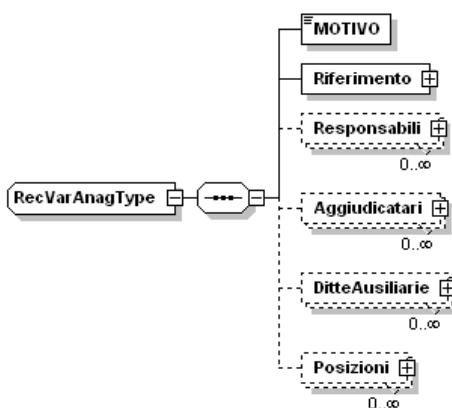 MOTIVO
Riferimento
Responsabili
0..∞
RecVarAnagType
Aggiudicatari
0..∞
DitteAusiliarie
0..∞
Posizioni
0..∞